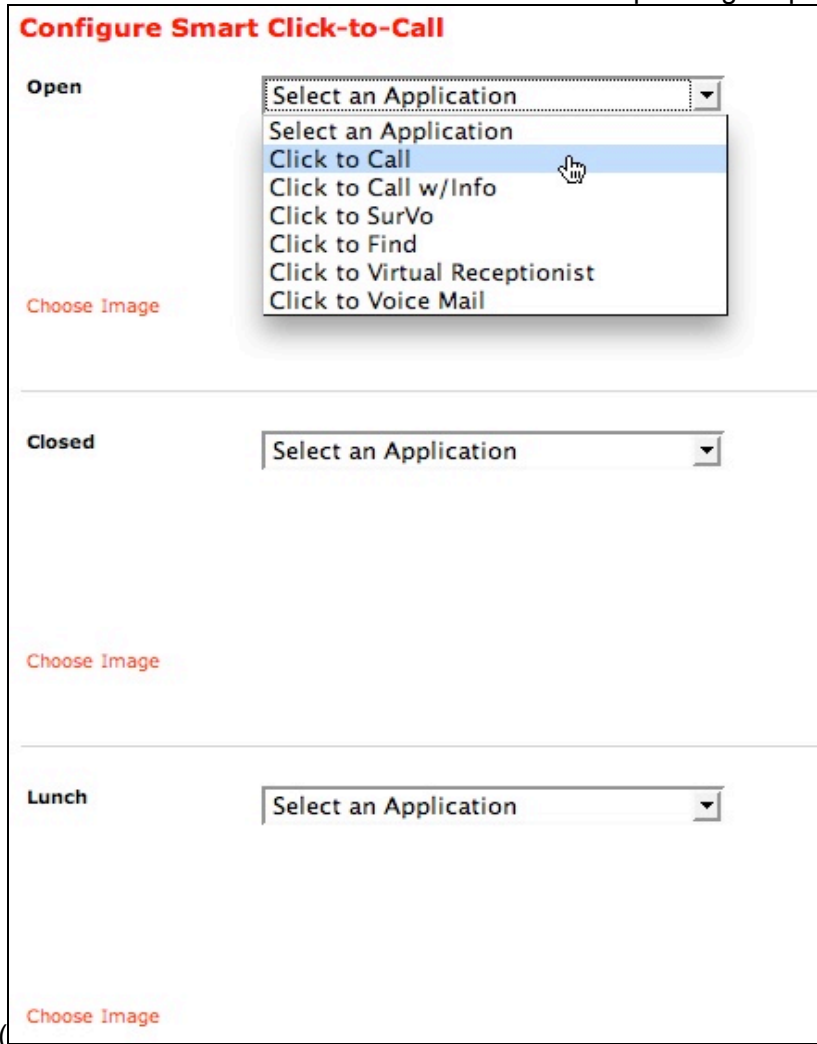 Configure Smart Click-to-Call
Open
Select an Application
Select an Application
Click to Call
Click to Call w/Info
Click to SurVo
Click to Find
Click to Virtual Receptionist
Click to Voice Mail
Choose Image
Closed
Select an Application
Choose Image
Lunch
Select an Application
Choose Image
(